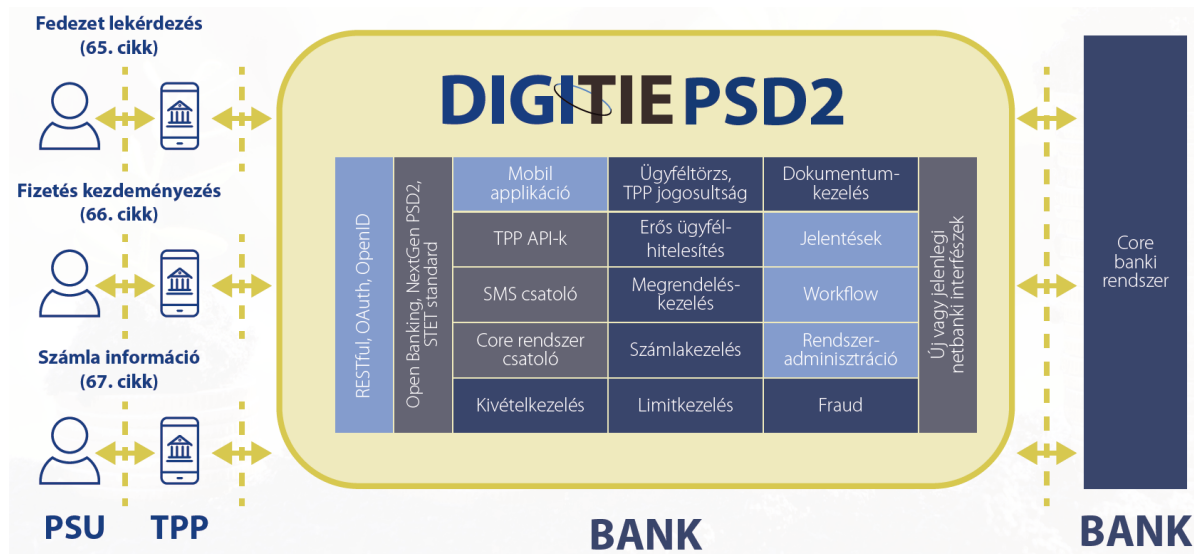 Fedezet lekérdezés
(65. cikk)
Fizetés kezdeményezés
(66. cikk)
Számla információ
(67. cikk)
PSU
TPP
DIGITIE PSD2
RESTful, OAuth, OpenID
Open Banking, NextGen PSD2,
STET standard
Mobil
applikáció
Ügyféltörzs,
TPP jogosultság
Dokumentum-
kezelés
TPP API-k
Erős ügyfél-
hitelesítés
Jelentések
SMS csatoló
Megrendelés-
kezelés
Workflow
Core rendszer
csatoló
Számlakezelés
Rendszer-
adminisztráció
Kivételkezelés
Limitkezelés
Fraud
Új vagy jelenlegi
netbanki interfészek
BANK
Core
banki
rendszer
BANK